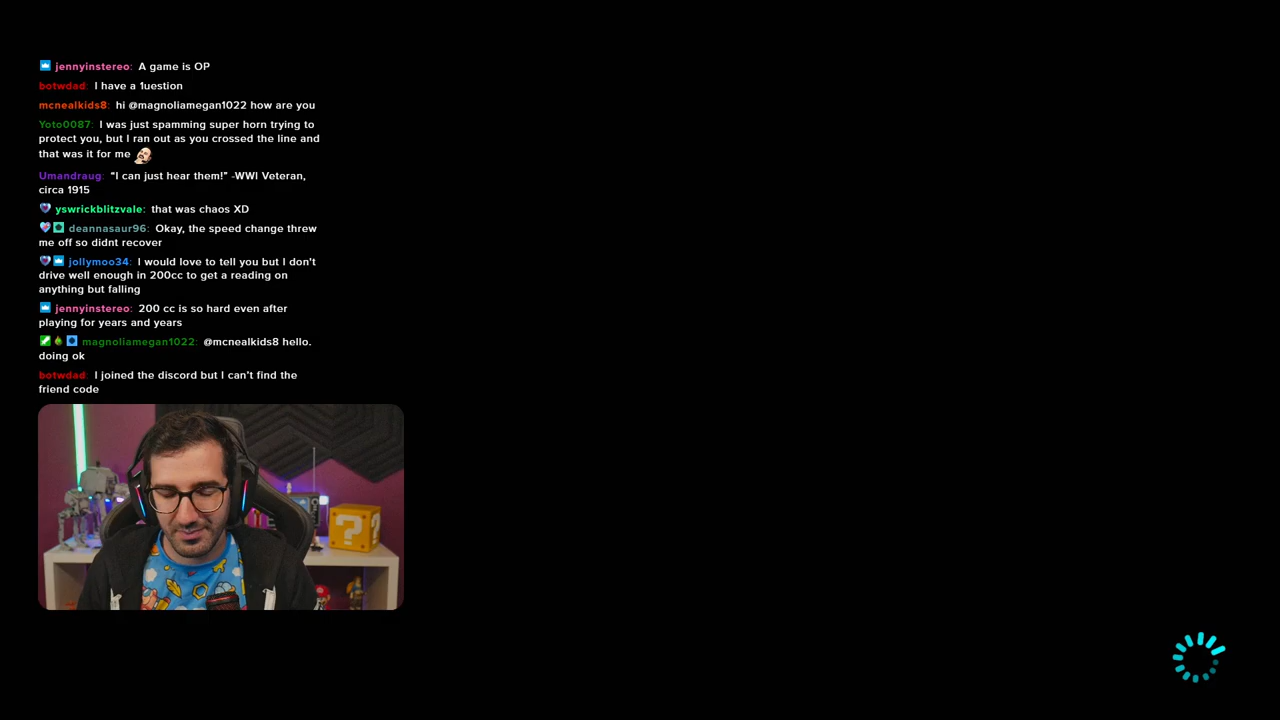 jennyinstereo: A game is OP
botwdad: I have a 1uestion
mcnealkids8: hi @magnoliamegan1022 how are you
Yoto0087: I was just spamming super horn trying to
protect you, but I ran out as you crossed the line and
that was it for me
Umandraug: "I can just hear them!" -WWI Veteran,
circa 1915
yswrickblitzvale: that was chaos XD
deannasaur96: Okay, the speed change threw
me off so didnt recover
jollymoo34: I would love to tell you but I don't
drive well enough in 200cc to get a reading on
anything but falling
jennyinstereo: 200 cc is so hard even after
playing for years and years
magnoliamegan1022: @mcnealkids8 hello.
doing ok
botwdad: I joined the discord but I can't find the
friend code
?